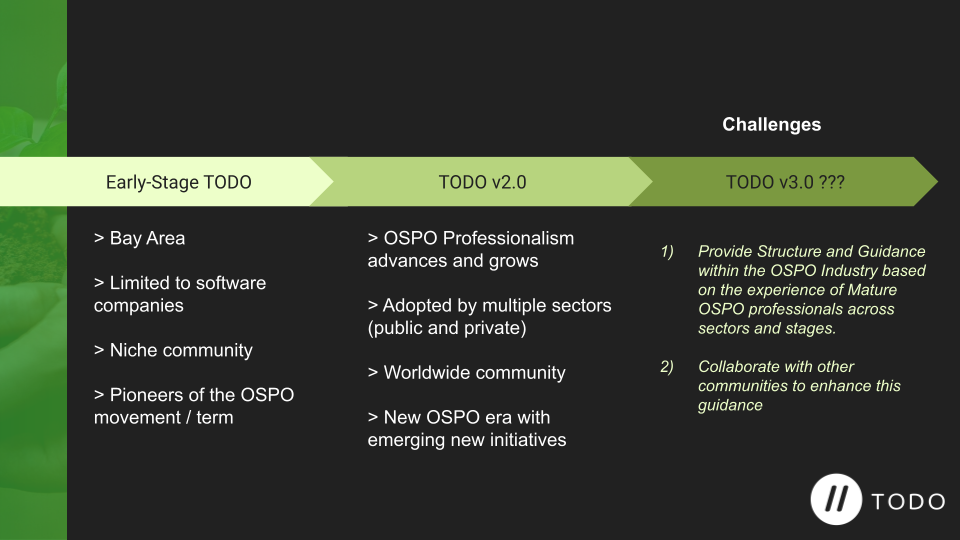 Challenges
Early-Stage TODO
TODO v2.0
TODO v3.0 ???
> Bay Area
> Limited to software
companies
> Niche community
> Pioneers of the OSPO
movement / term
> OSPO Professionalism
advances and grows
> Adopted by multiple sectors
(public and private)
> Worldwide community
> New OSPO era with
emerging new initiatives
1) Provide Structure and Guidance
within the OSPO Industry based
on the experience of Mature
OSPO professionals across
sectors and stages.
2) Collaborate with other
communities to enhance this
guidance
TODO